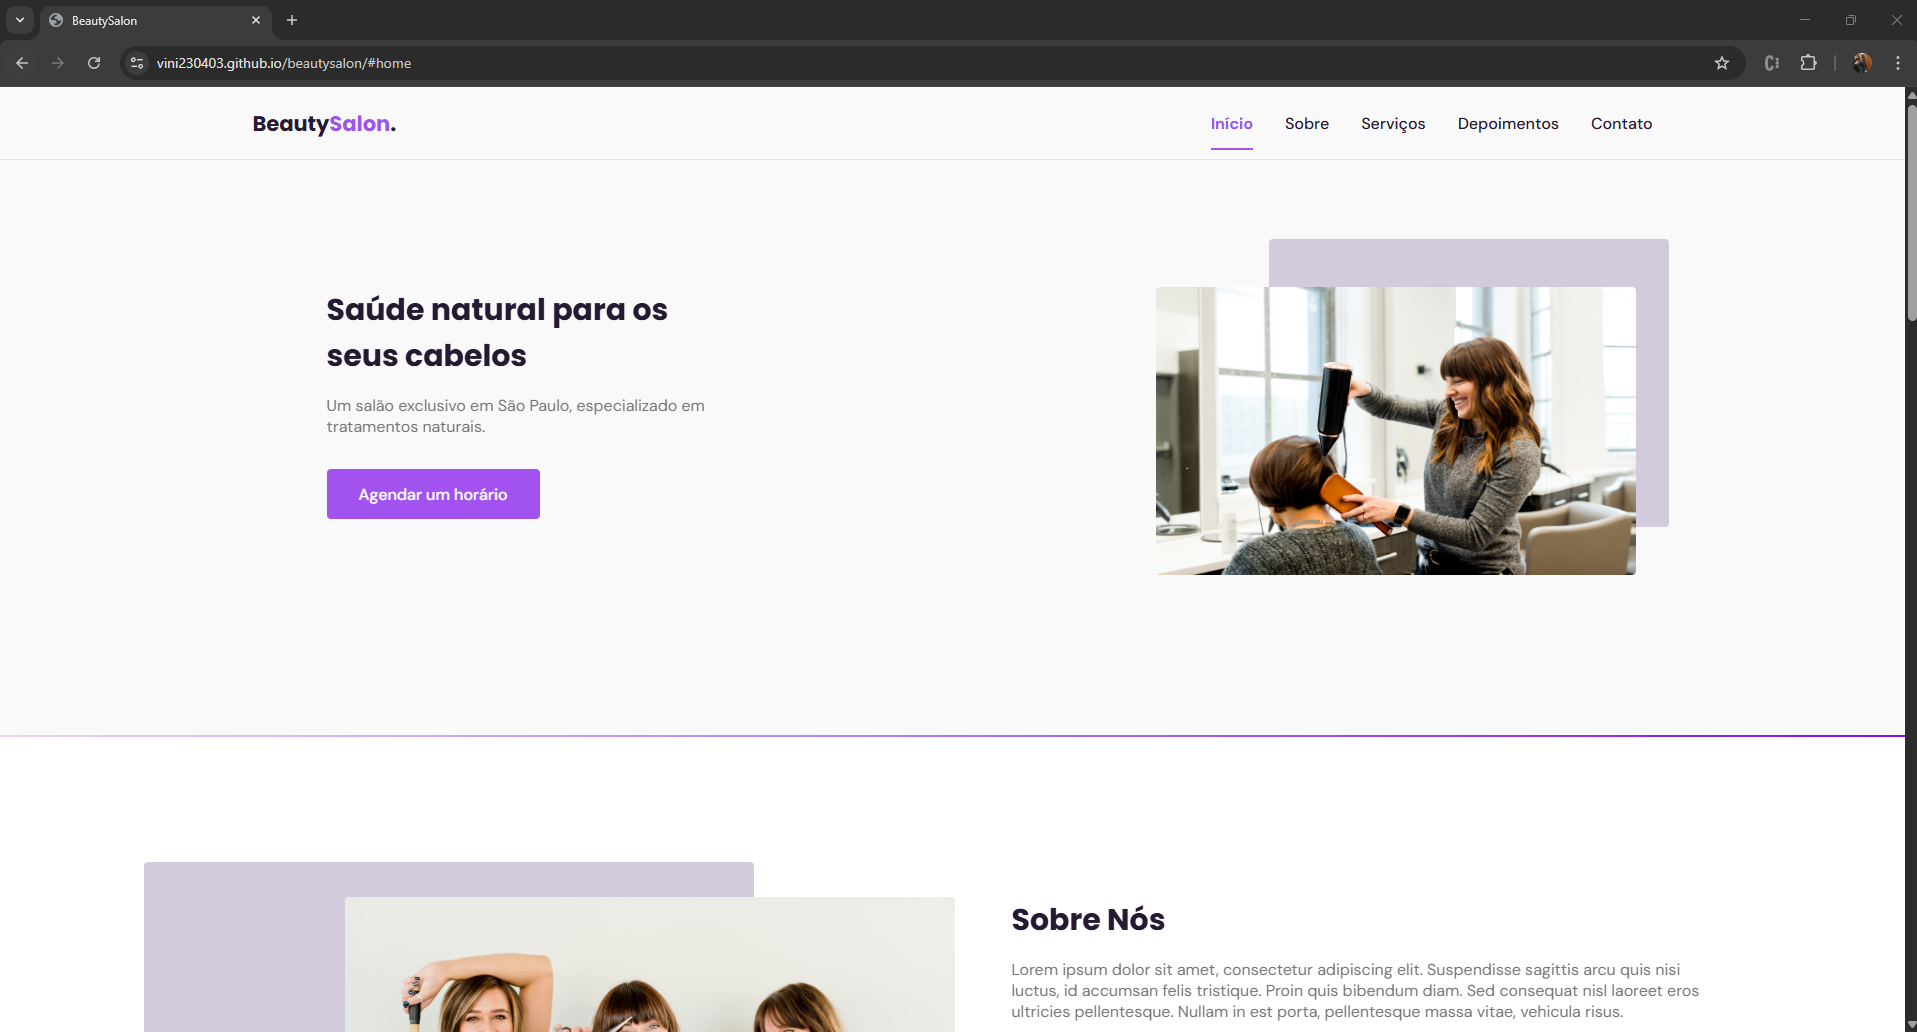 BeautySalon
vini230403.github.io/beautysalon/#home
BeautySalon.
Início
Sobre
Serviços
Depoimentos
Contato
Saúde natural para os
seus cabelos
Um salão exclusivo em São Paulo, especializado em
tratamentos naturais.
Agendar um horário
Sobre Nós
Lorem ipsum dolor sit amet, consectetur adipiscing elit. Suspendisse sagittis arcu quis nisi
luctus, id accumsan felis tristique. Proin quis bibendum diam. Sed consequat nisl laoreet eros
ultricies pellentesque. Nullam in est porta, pellentesque massa vitae, vehicula risus.